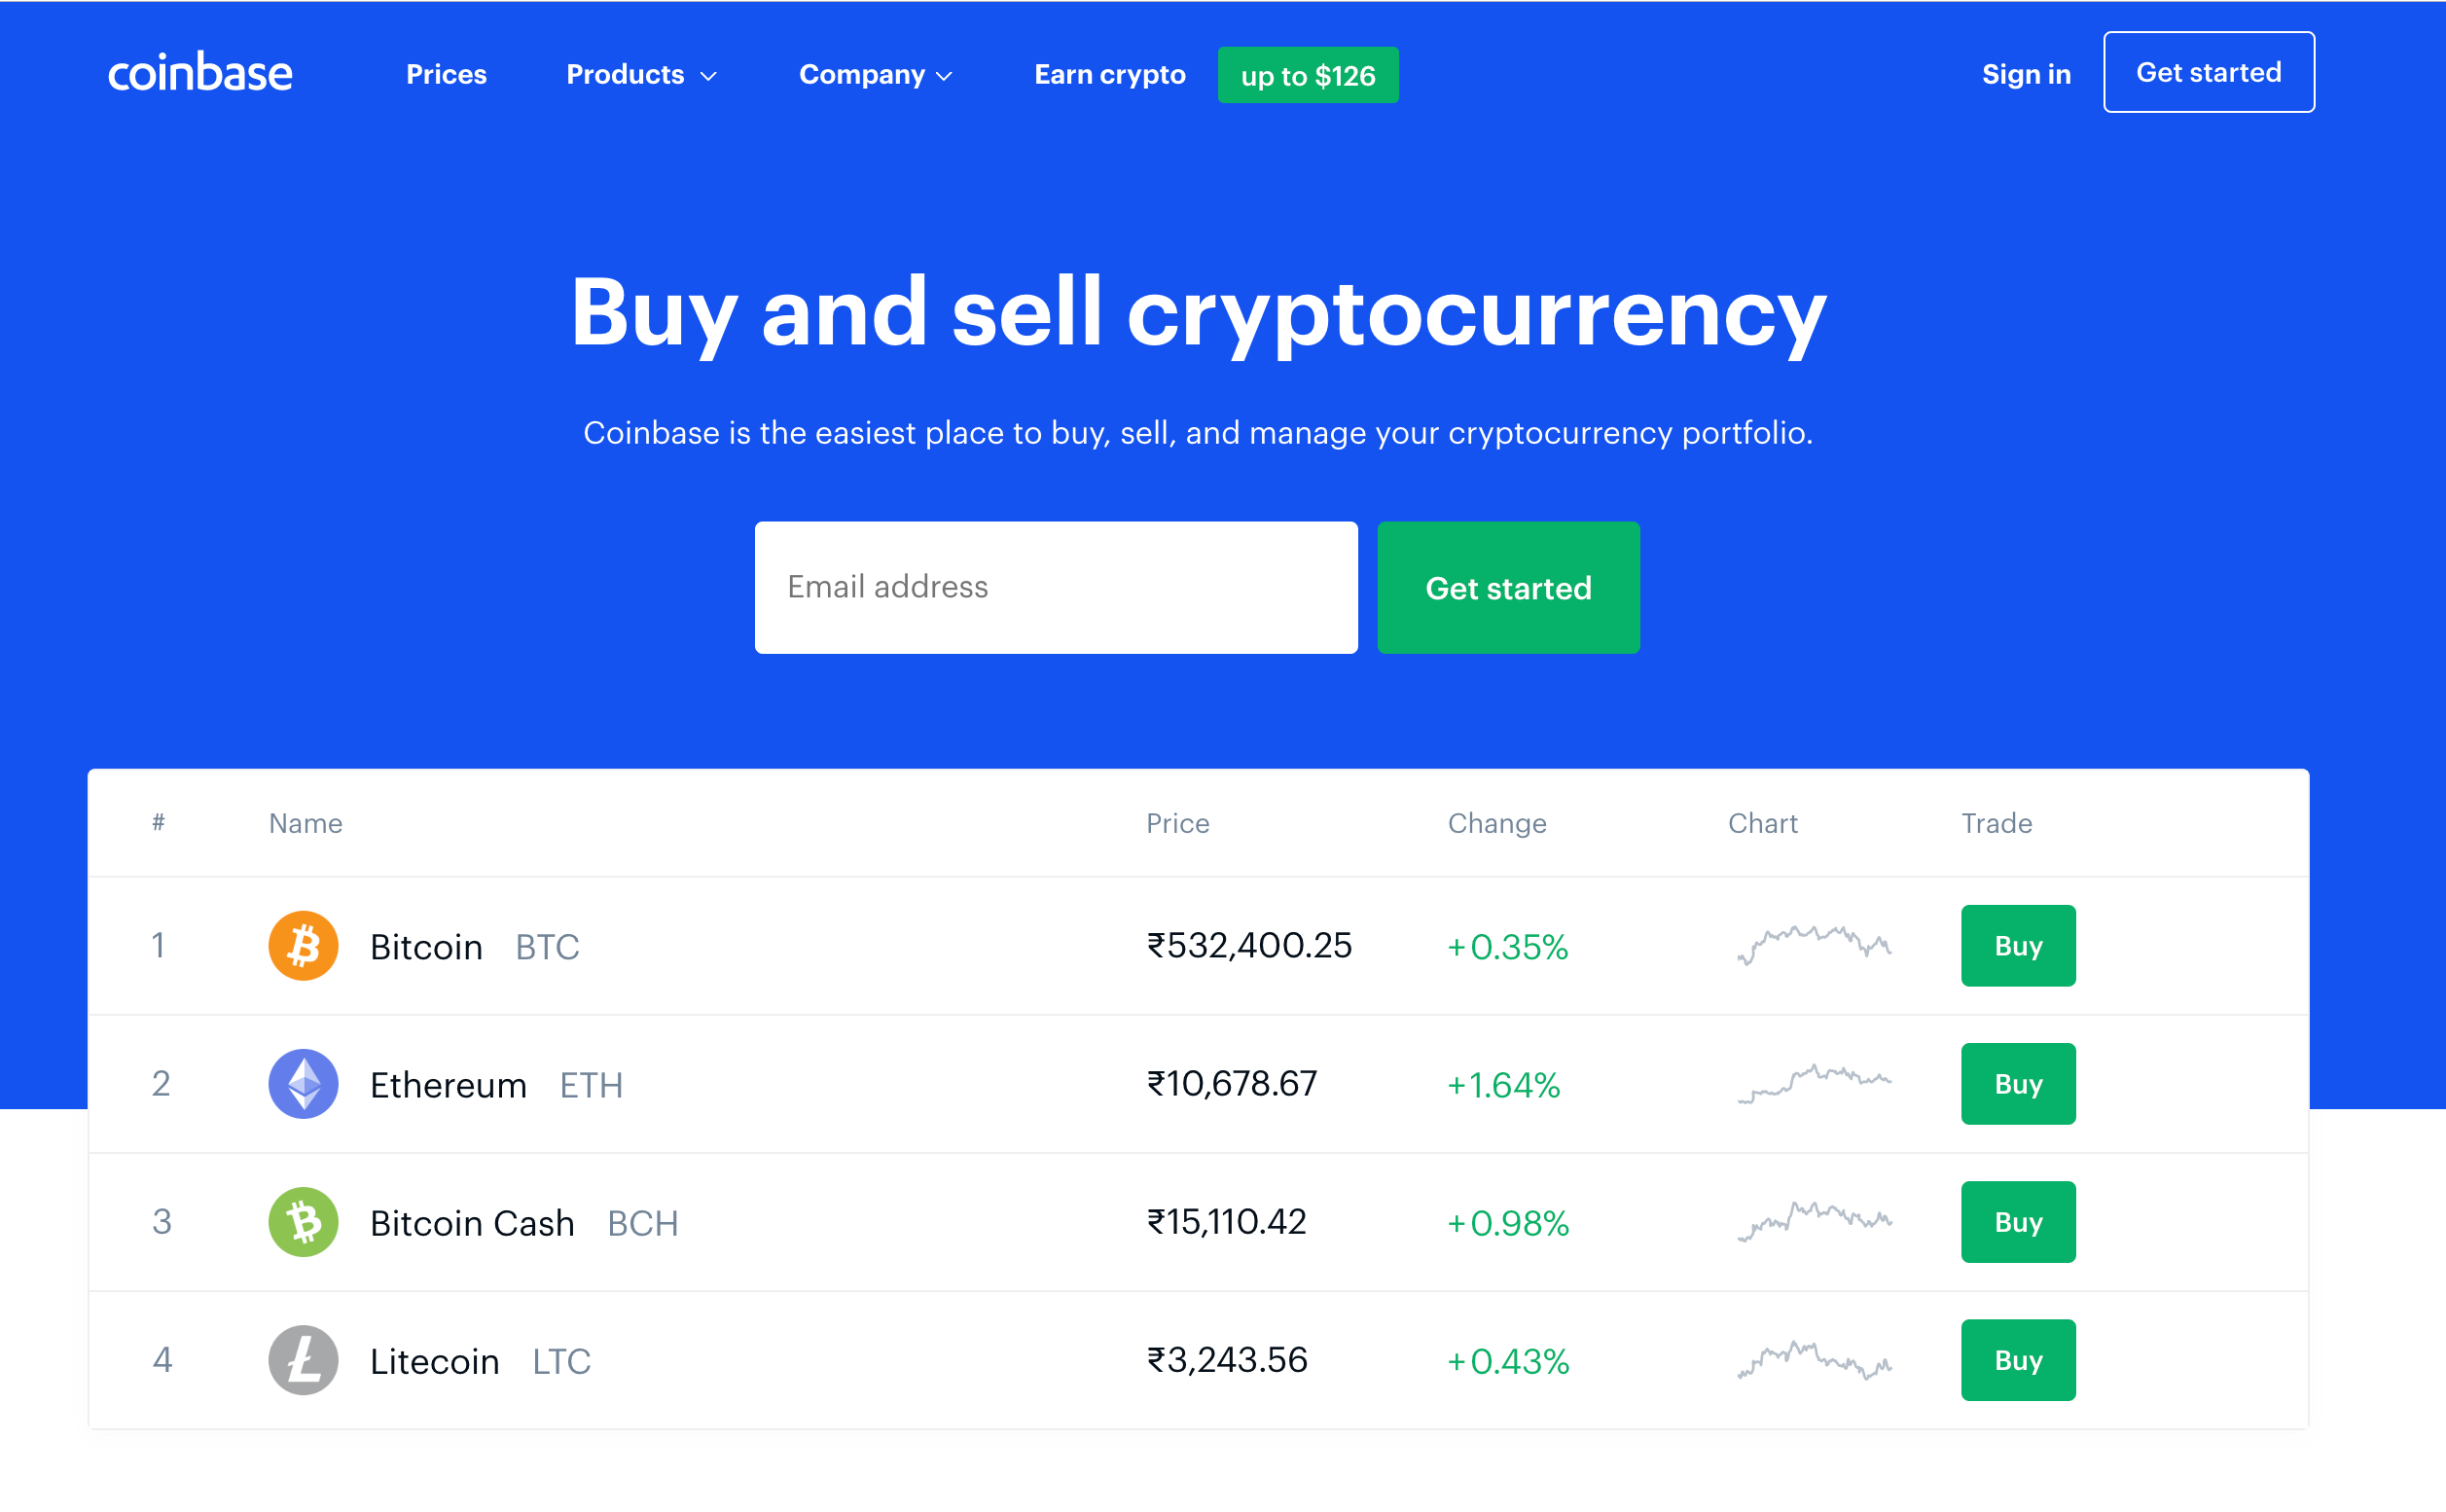 coinbase Prices Products Company Earn crypto up to $126 Sign in Get started
Buy and sell cryptocurrency
Coinbase is the easiest place to buy, sell, and manage your cryptocurrency portfolio.
Email address Get started
# Name Price Change Chart Trade
1 Bitcoin BTC ₹532,400.25 +0.35% Buy
2 Ethereum ETH ₹10,678.67 +1.64% Buy
3 Bitcoin Cash BCH ₹15,110.42 +0.98% Buy
4 Litecoin LTC ₹3,243.56 +0.43% Buy